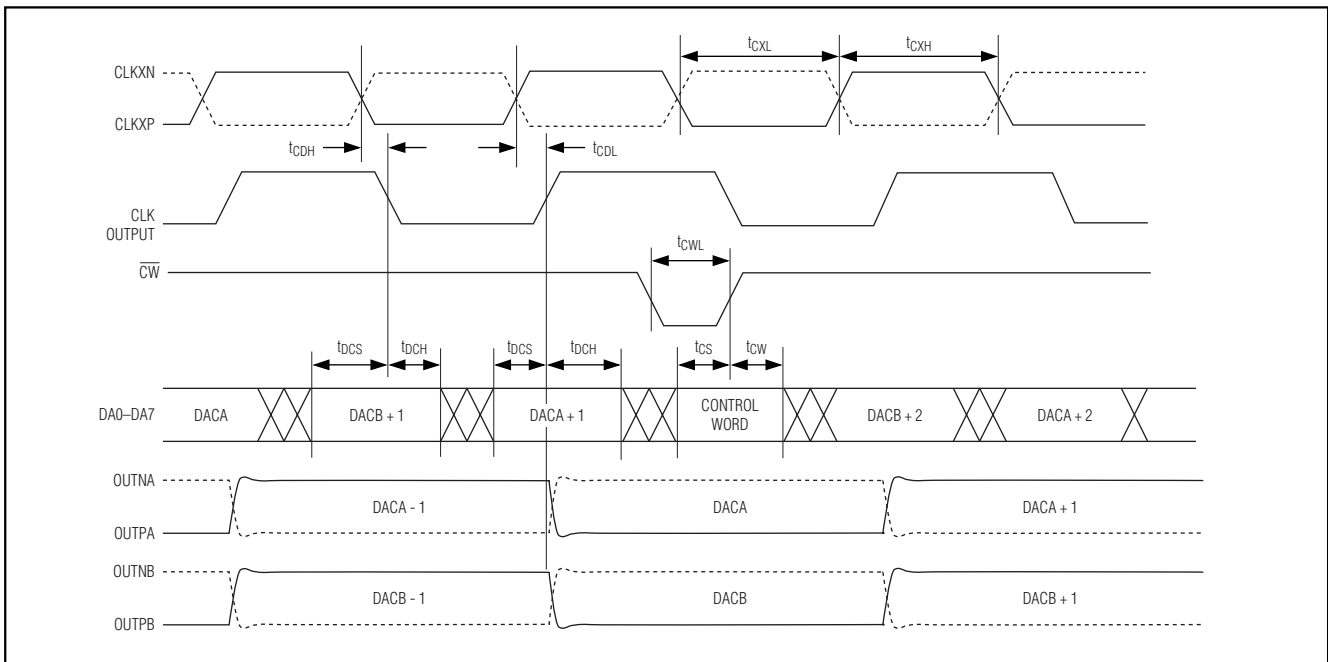 tCXL tCXH
CLKXN
CLKXP
tCDH tCDL
CLK
OUTPUT
tCWL
CW
tDCS tDCH tDCS tDCH tCS tCW
DA0–DA7 DACA DACB + 1 DACA + 1 CONTROL
WORD DACB + 2 DACA + 2
OUTNA
DACA - 1 DACA DACA + 1
OUTPA
OUTNB
DACB - 1 DACB DACB + 1
OUTPB